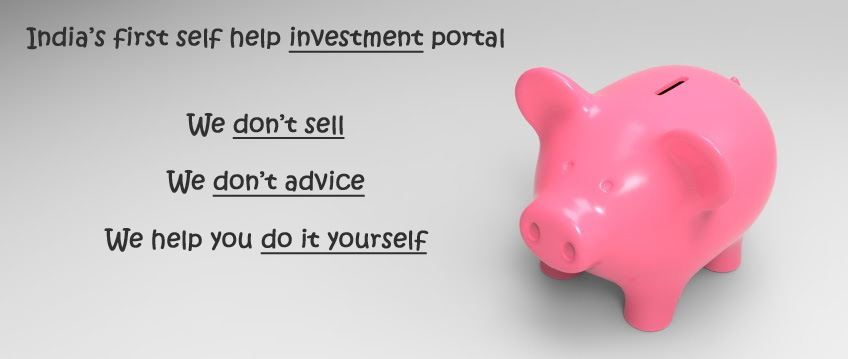 India's first self help investment portal
We don't sell
We don't advice
We help you do it yourself